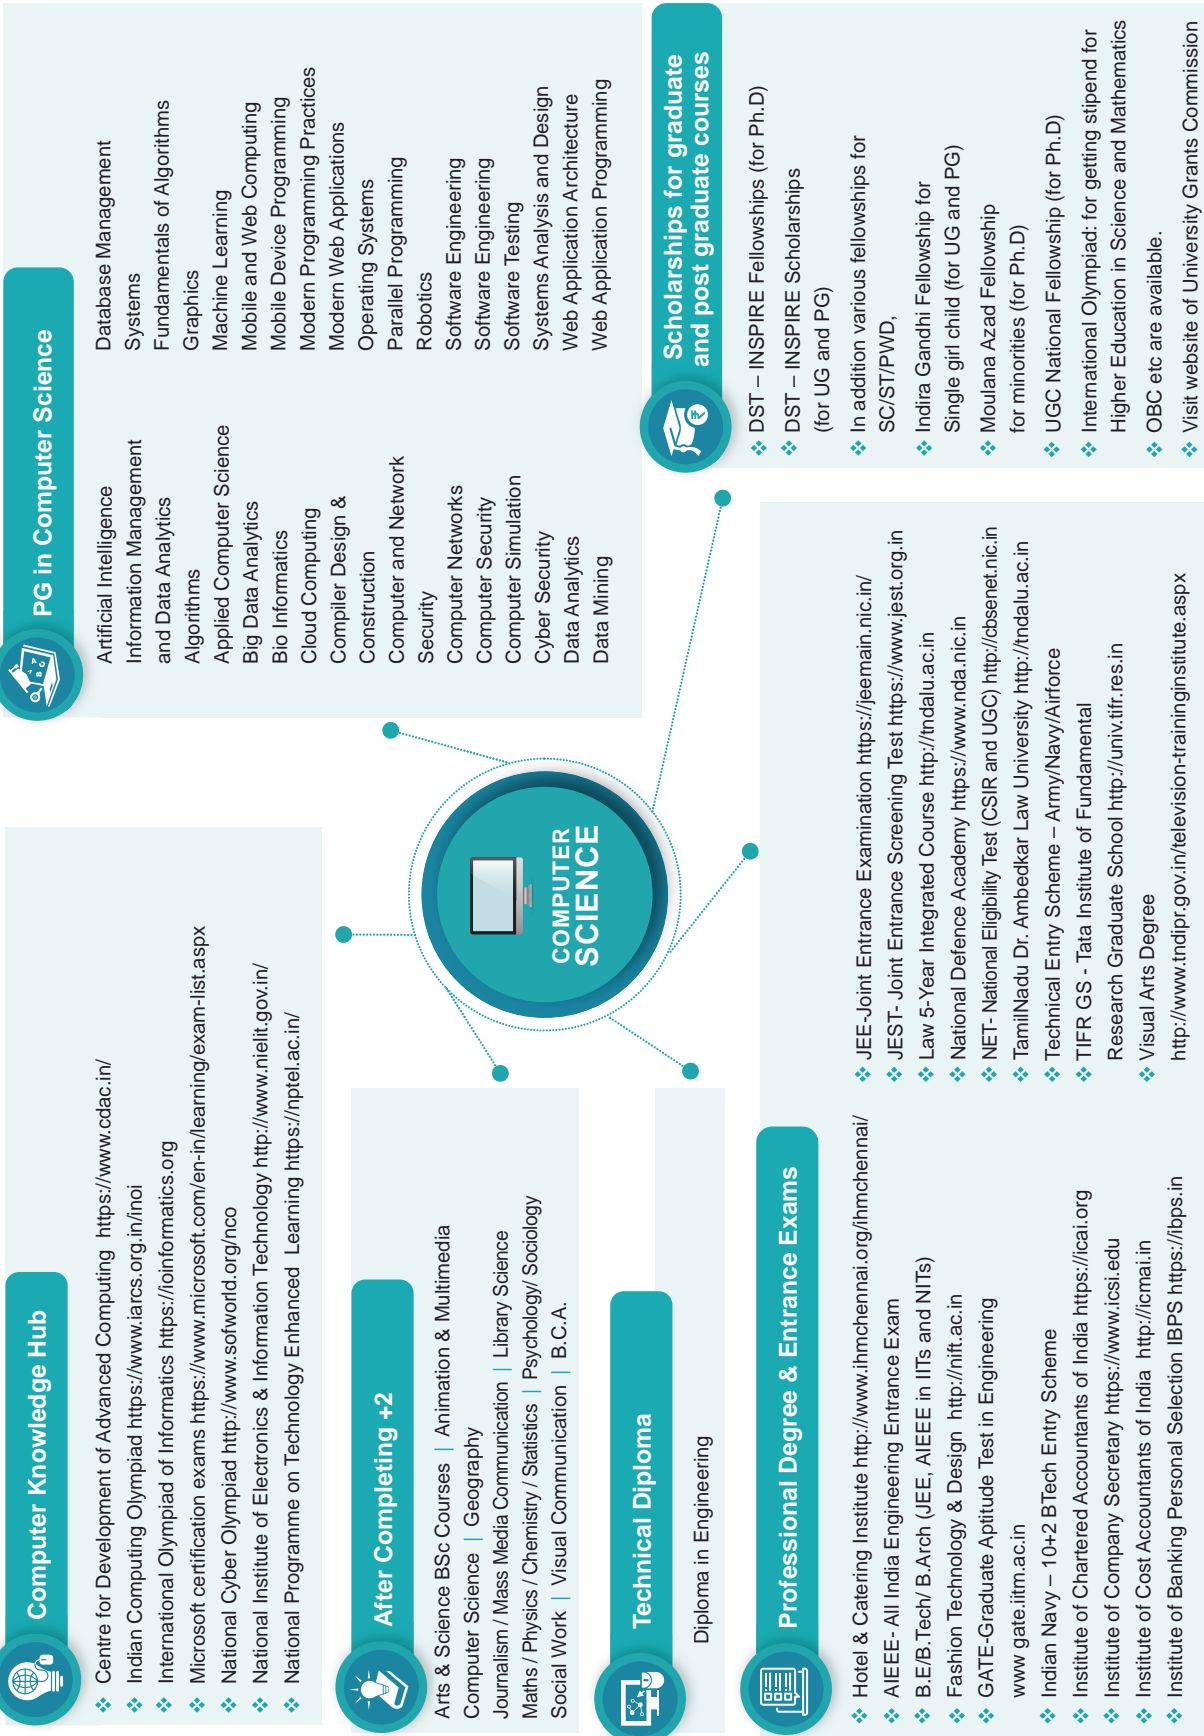 Computer Knowledge Hub
❖ Centre for Development of Advanced Computing https://www.cdac.in/
❖ Indian Computing Olympiad https://www.iarcs.org.in/inoi
❖ International Olympiad of Informatics https://ioinformatics.org
❖ Microsoft certification exams https://www.microsoft.com/en-in/learning/exam-list.aspx
❖ National Cyber Olympiad http://www.sofworld.org/nco
❖ National Institute of Electronics & Information Technology http://www.nielit.gov.in/
❖ National Programme on Technology Enhanced Learning https://nptel.ac.in/
PG in Computer Science
Artificial Intelligence
Information Management
and Data Analytics
Algorithms
Applied Computer Science
Big Data Analytics
Bio Informatics
Cloud Computing
Compiler Design &
Construction
Computer and Network
Security
Computer Networks
Computer Security
Computer Simulation
Cyber Security
Data Analytics
Data Mining
Database Management
Systems
Fundamentals of Algorithms
Graphics
Machine Learning
Mobile and Web Computing
Mobile Device Programming
Modern Programming Practices
Modern Web Applications
Operating Systems
Parallel Programming
Robotics
Software Engineering
Software Engineering
Software Testing
Systems Analysis and Design
Web Application Architecture
Web Application Programming
After Completing +2
Arts & Science BSc Courses | Animation & Multimedia
Computer Science | Geography
Journalism / Mass Media Communication | Library Science
Maths / Physics / Chemistry / Statistics | Psychology/ Sociology
Social Work | Visual Communication | B.C.A.
COMPUTER
SCIENCE
Technical Diploma
Diploma in Engineering
Professional Degree & Entrance Exams
❖ Hotel & Catering Institute http://www.ihmchennai.org/ihmchennai/
❖ AIEEE- All India Engineering Entrance Exam
❖ B.E/B.Tech/ B.Arch (JEE, AIEEE in IITs and NITs)
❖ Fashion Technology & Design http://nift.ac.in
❖ GATE-Graduate Aptitude Test in Engineering
www gate.iitm.ac.in
❖ Indian Navy – 10+2 BTech Entry Scheme
❖ Institute of Chartered Accountants of India https://icai.org
❖ Institute of Company Secretary https://www.icsi.edu
❖ Institute of Cost Accountants of India http://icmai.in
❖ Institute of Banking Personal Selection IBPS https://ibps.in
❖ JEE-Joint Entrance Examination https://jeemain.nic.in/
❖ JEST- Joint Entrance Screening Test https://www.jest.org.in
❖ Law 5-Year Integrated Course http://tndalu.ac.in
❖ National Defence Academy https://www.nda.nic.in
❖ NET- National Eligibility Test (CSIR and UGC) http://cbsenet.nic.in
❖ TamilNadu Dr. Ambedkar Law University http://tndalu.ac.in
❖ Technical Entry Scheme – Army/Navy/Airforce
❖ TIFR GS - Tata Institute of Fundamental
Research Graduate School http://univ.tifr.res.in
❖ Visual Arts Degree
http://www.tndipr.gov.in/television-traininginstitute.aspx
Scholarships for graduate
and post graduate courses
❖ DST – INSPIRE Fellowships (for Ph.D)
❖ DST – INSPIRE Scholarships
(for UG and PG)
❖ In addition various fellowships for
SC/ST/PWD,
❖ Indira Gandhi Fellowship for
Single girl child (for UG and PG)
❖ Moulana Azad Fellowship
for minorities (for Ph.D)
❖ UGC National Fellowship (for Ph.D)
❖ International Olympiad: for getting stipend for
Higher Education in Science and Mathematics
❖ OBC etc are available.
❖ Visit website of University Grants Commission